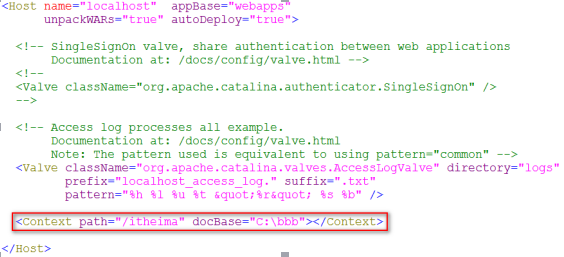 <Host name="localhost"  appBase="webapps"
unpackWARs="true" autoDeploy="true">
<!-- SingleSignOn valve, share authentication between web applications
Documentation at: /docs/config/valve.html -->
<!--
<Valve className="org.apache.catalina.authenticator.SingleSignOn" />
-->
<!-- Access log processes all example.
Documentation at: /docs/config/valve.html
Note: The pattern used is equivalent to using pattern="common" -->
<Valve className="org.apache.catalina.valves.AccessLogValve" directory="logs"
prefix="localhost_access_log." suffix=".txt"
pattern="%h %l %u %t &quot;%r&quot; %s %b" />
<Context path="/itheima" docBase="C:\bbb"></Context>
</Host>